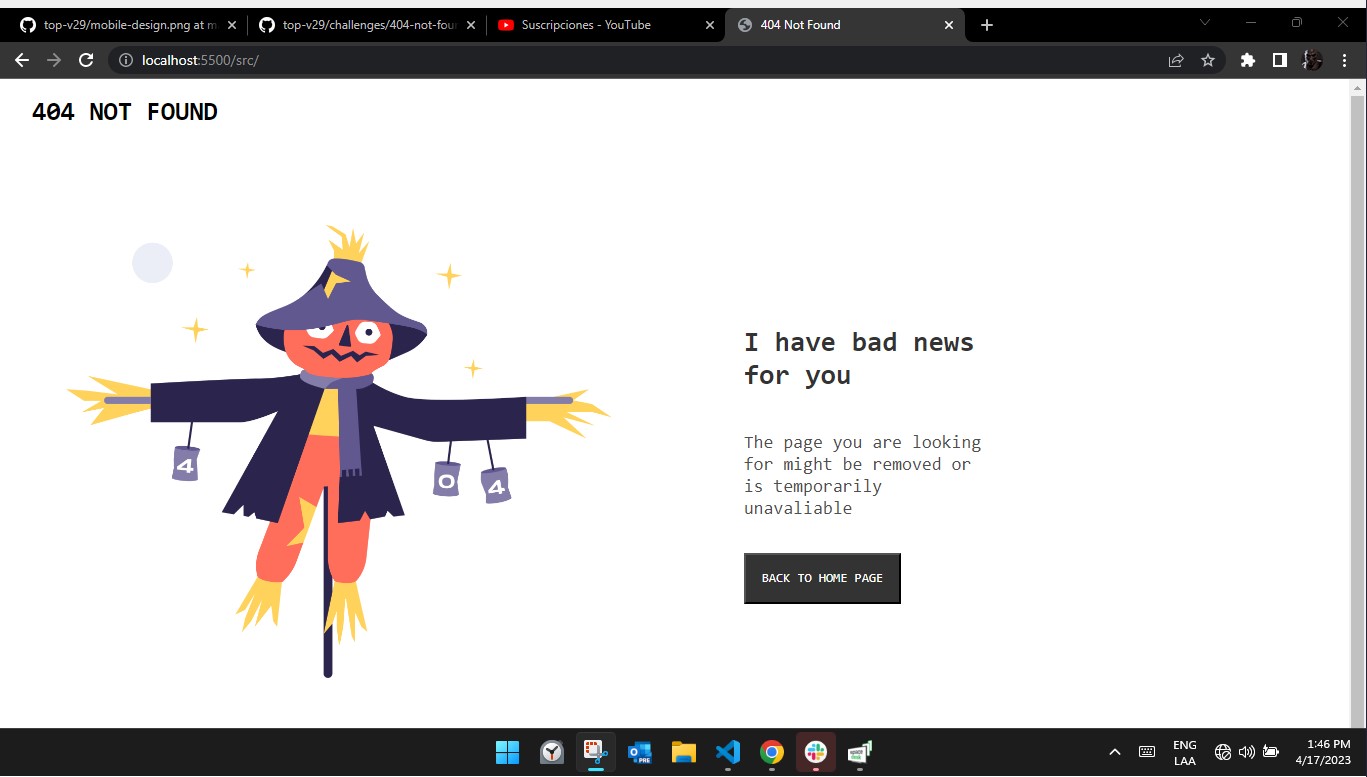 top-v29/mobile-design.png at m
top-v29/challenges/404-not-fou
Suscripciones - YouTube
404 Not Found
localhost:5500/src/
404 NOT FOUND
4
0
4
I have bad news
for you
The page you are looking
for might be removed or
is temporarily
unavaliable
BACK TO HOME PAGE
PRE
ENG
LAA
1:46 PM
4/17/2023